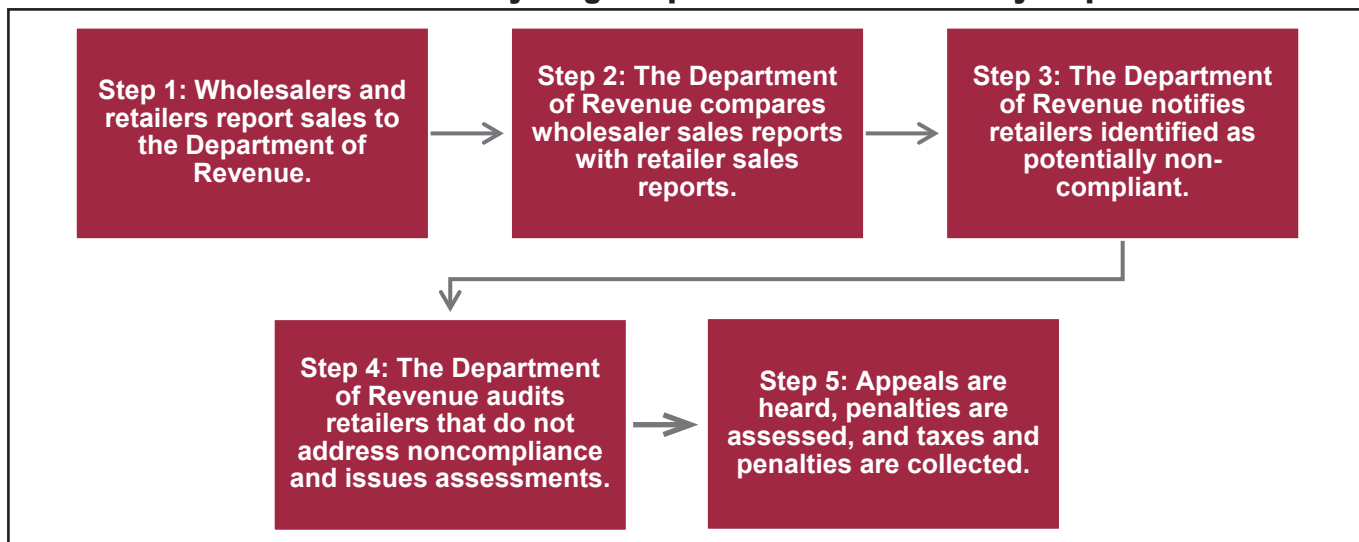 Step 1: Wholesalers and
retailers report sales to
the Department of
Revenue.
Step 2: The Department
of Revenue compares
wholesaler sales reports
with retailer sales
reports.
Step 3: The Department
of Revenue notifies
retailers identified as
potentially non-
compliant.
Step 4: The Department
of Revenue audits
retailers that do not
address noncompliance
and issues assessments.
Step 5: Appeals are
heard, penalties are
assessed, and taxes and
penalties are collected.